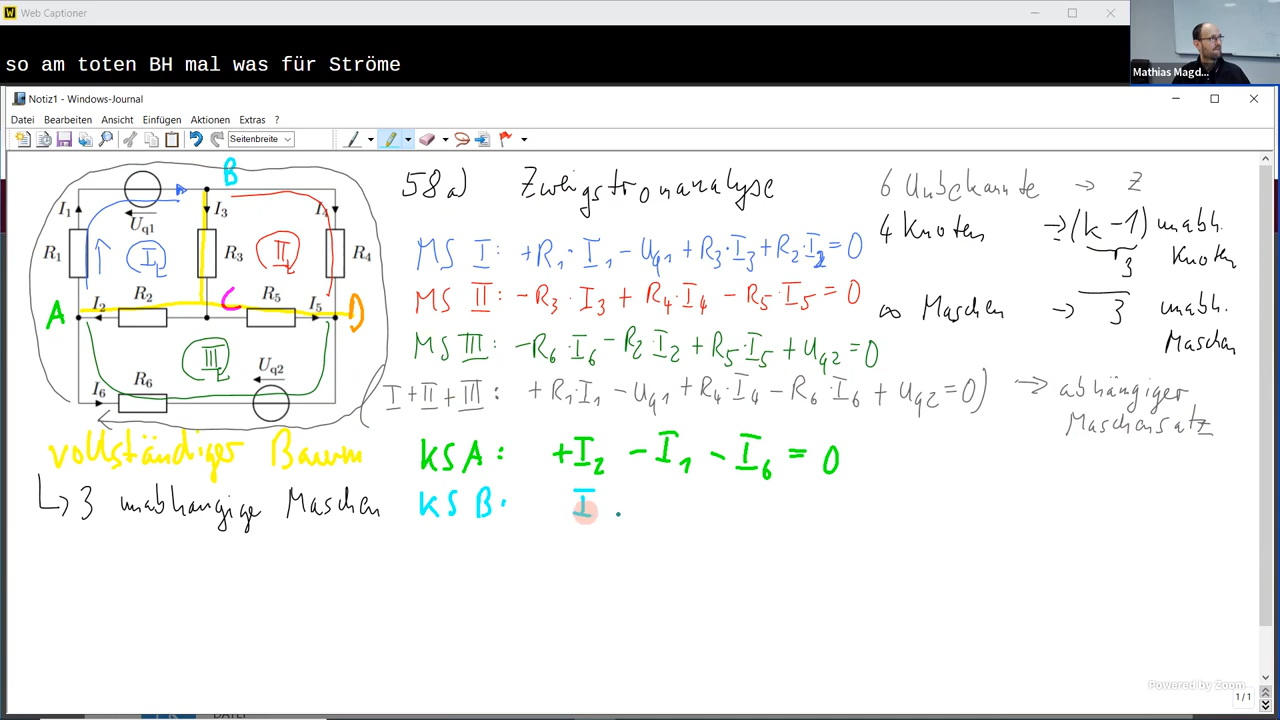 Web Captioner
so am toten BH mal was für Ströme
Mathias Magd...
Notiz1 - Windows-Journal
Datei Bearbeiten Ansicht Einfügen Aktionen Extras ?
Seitenbreite
58a) Zweigstromanalyse
6 Unbekannte → Z
4 Knoten → (k - 1) unabh. Knoten
3
∞ Maschen → 3 unabh. Maschen
B
I1
Uq1
I3
I4
R1
I
R3
II
R4
MS I: +R1 · I1 - Uq1 + R3 · I3 + R2 · I2 = 0
MS II: -R3 · I3 + R4 · I4 - R5 · I5 = 0
MS III: -R6 · I6 - R2 · I2 + R5 · I5 + Uq2 = 0
I + II + III: +R1 · I1 - Uq1 + R4 · I4 - R6 · I6 + Uq2 = 0) → abhängiger Maschensatz
I2
R2
C
R5
I5
A
D
III
Uq2
I6
R6
vollständiger Baum
↳ 3 unabhängige Maschen
KSA: +I2 - I1 - I6 = 0
KSB: I
Powered by Zoom
1/1